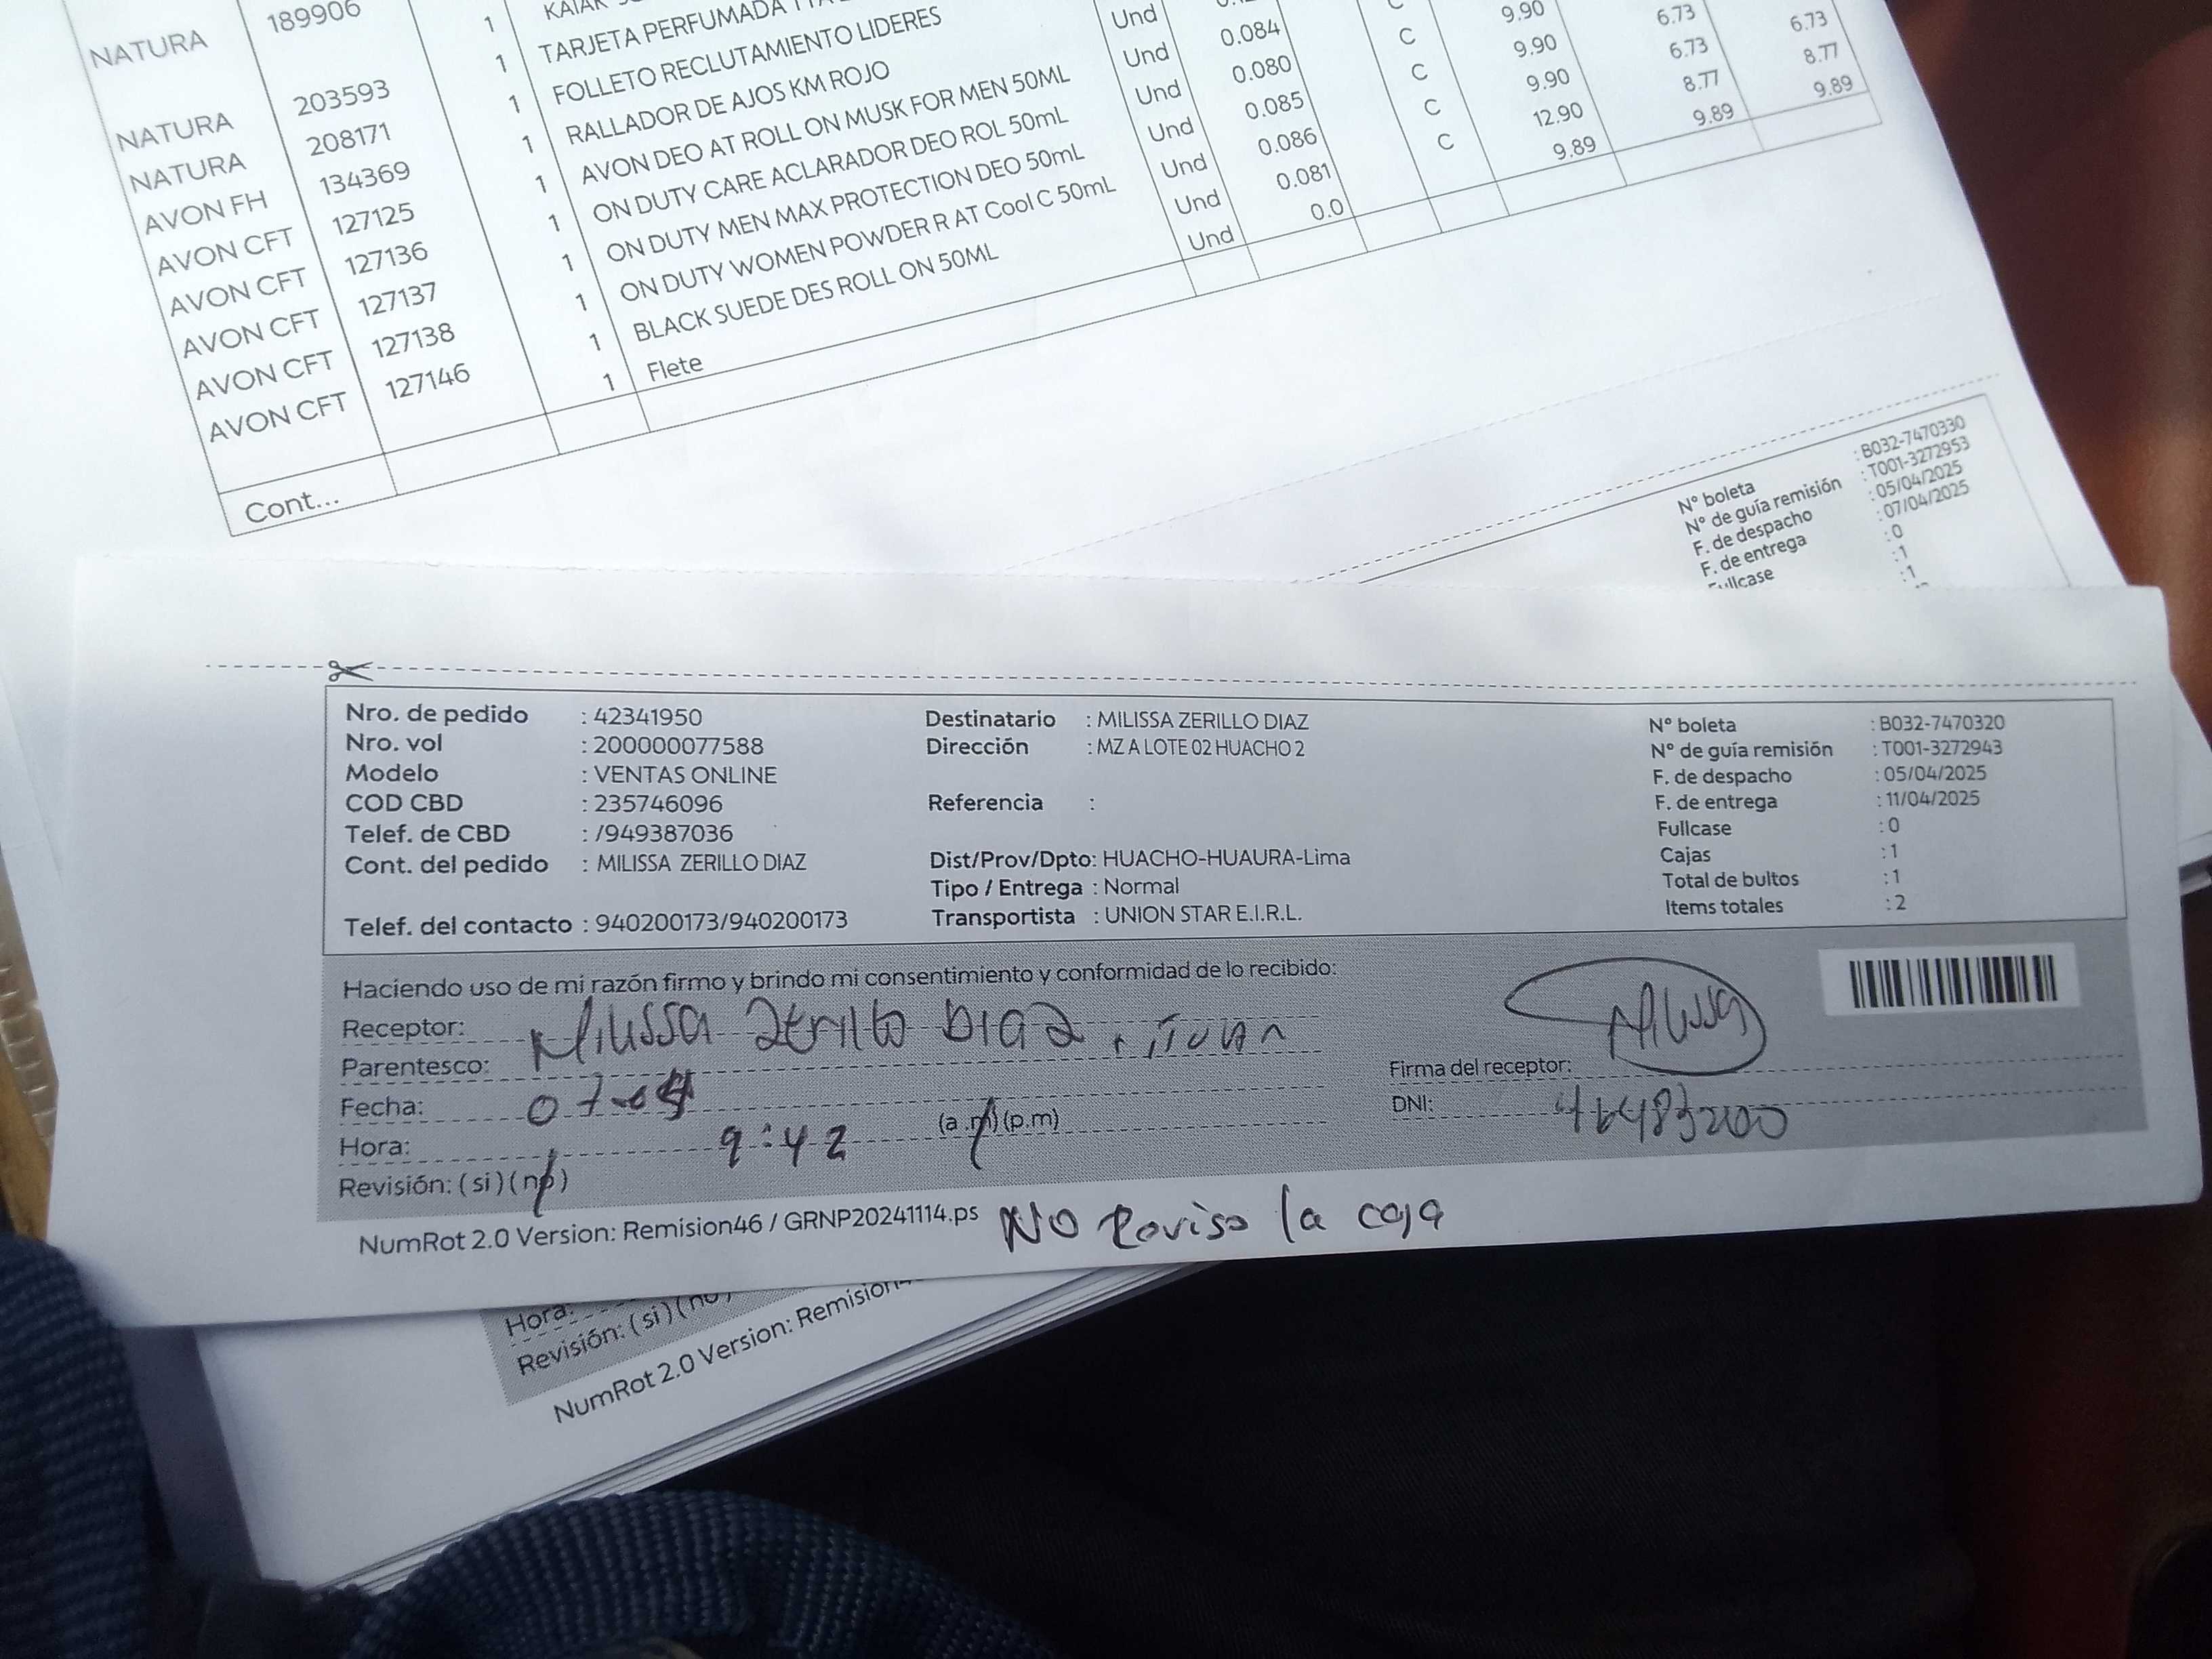 NATURA 189906 1
1 TARJETA PERFUMADA
NATURA 203593 1 FOLLETO RECLUTAMIENTO LIDERES Und
NATURA 208171 1 RALLADOR DE AJOS KM ROJO Und 0.084 C 9.90 6.73 6.73
AVON FH 134369 1 AVON DEO AT ROLL ON MUSK FOR MEN 50ML Und 0.080 C 9.90 6.73 8.77
AVON CFT 127125 1 ON DUTY CARE ACLARADOR DEO ROL 50mL Und 0.085 C 9.90 8.77 9.89
AVON CFT 127136 1 ON DUTY MEN MAX PROTECTION DEO 50mL Und 0.086 C 12.90 9.89
AVON CFT 127137 1 ON DUTY WOMEN POWDER R AT Cool C 50mL Und 0.081 C 9.89
AVON CFT 127138 1 BLACK SUEDE DES ROLL ON 50ML Und 0.0
AVON CFT 127146 1 Flete Und
Cont...
N° boleta : B032-7470330
N° de guía remisión : T001-3272953
F. de despacho : 05/04/2025
F. de entrega : 07/04/2025
Fullcase : 0
: 1
: 1
Nro. de pedido : 42341950 Destinatario : MILISSA ZERILLO DIAZ N° boleta : B032-7470320
Nro. vol : 200000077588 Dirección : MZ A LOTE 02 HUACHO 2 N° de guía remisión : T001-3272943
Modelo : VENTAS ONLINE F. de despacho : 05/04/2025
COD CBD : 235746096 Referencia : F. de entrega : 11/04/2025
Telef. de CBD : /949387036 Fullcase : 0
Cont. del pedido : MILISSA ZERILLO DIAZ Dist/Prov/Dpto: HUACHO-HUAURA-Lima Cajas : 1
Tipo / Entrega : Normal Total de bultos : 1
Telef. del contacto : 940200173/940200173 Transportista : UNION STAR E.I.R.L. Items totales : 2
Haciendo uso de mi razón firmo y brindo mi consentimiento y conformidad de lo recibido:
Receptor: Milissa Zerillo Diaz Milissa
Parentesco: Firma del receptor:
Fecha: 07-04 DNI:
Hora: 9:42 (a.m) (p.m)
Revisión: (si) (no)
NumRot 2.0 Version: Remision46 / GRNP20241114.ps NO Reviso la caja
Hora:
Revisión: (si) (no)
NumRot 2.0 Version: Remision